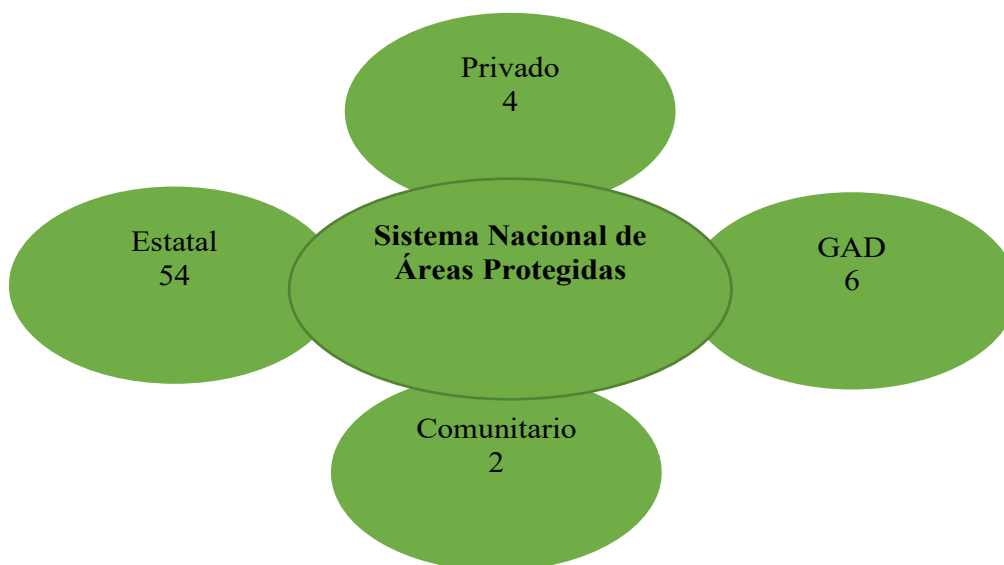 Privado
4
Estatal
54
Sistema Nacional de
Áreas Protegidas
GAD
6
Comunitario
2